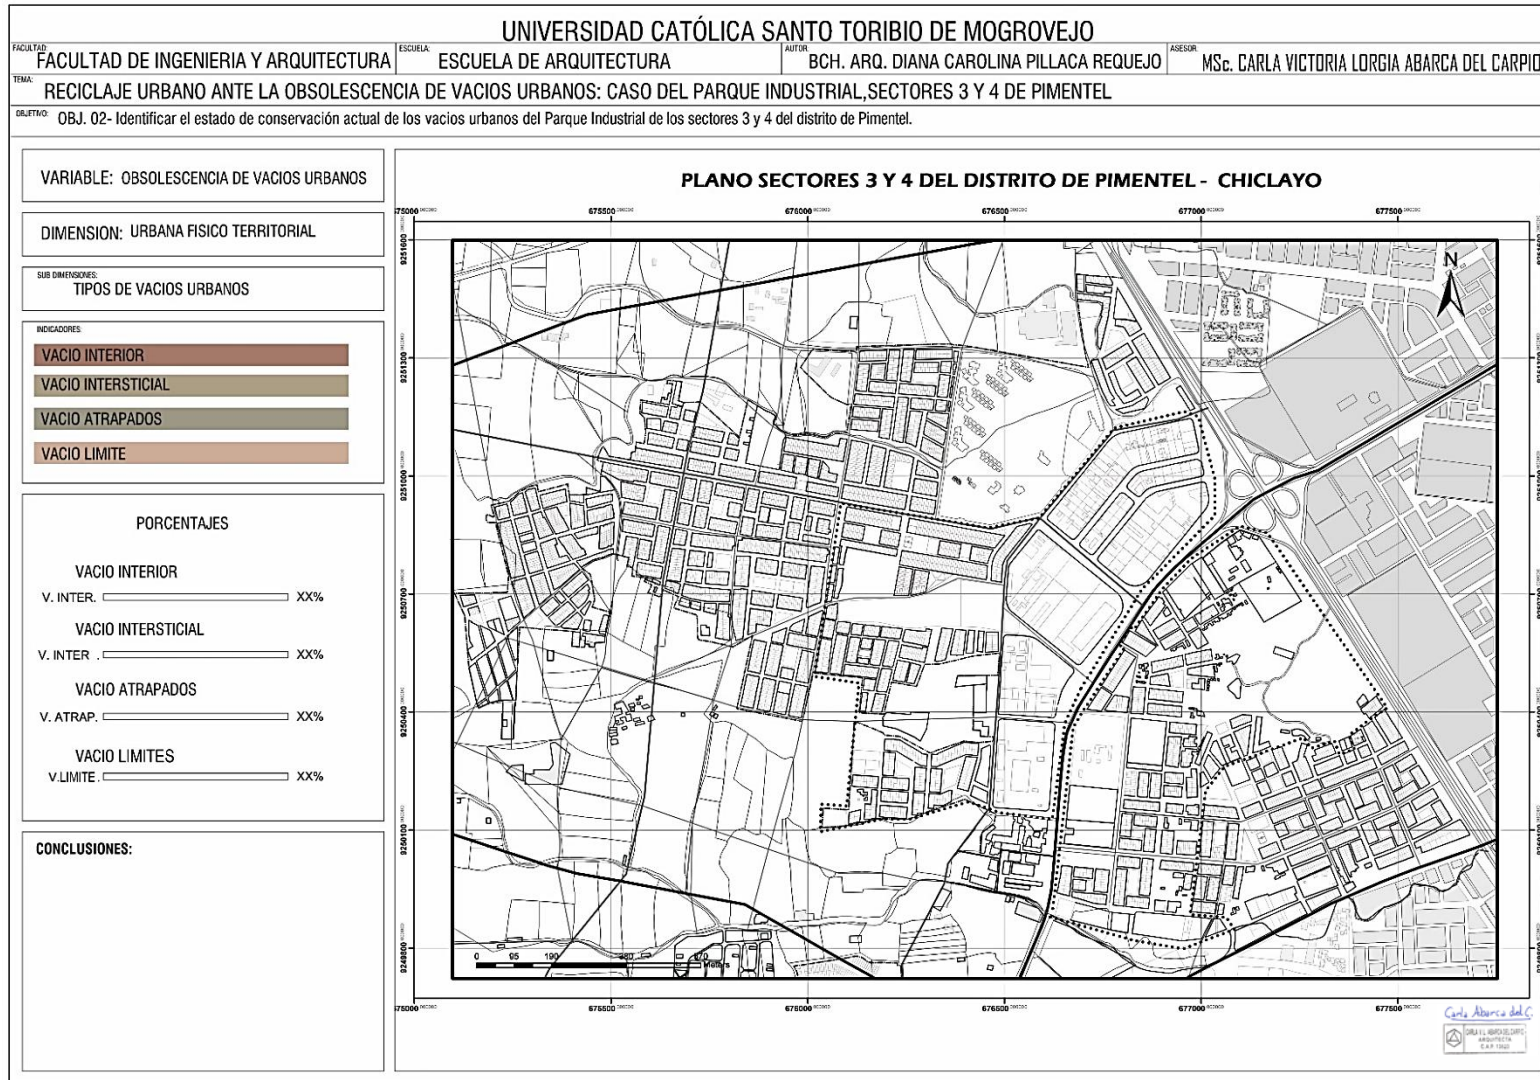 UNIVERSIDAD CATÓLICA SANTO TORIBIO DE MOGROVEJO
FACULTAD:
FACULTAD DE INGENIERIA Y ARQUITECTURA
ESCUELA:
ESCUELA DE ARQUITECTURA
AUTOR:
BCH. ARQ. DIANA CAROLINA PILLACA REQUEJO
ASESOR:
MSc. CARLA VICTORIA LORGIA ABARCA DEL CARPIO
TEMA:
RECICLAJE URBANO ANTE LA OBSOLESCENCIA DE VACIOS URBANOS: CASO DEL PARQUE INDUSTRIAL,SECTORES 3 Y 4 DE PIMENTEL
OBJETIVO: OBJ. 02- Identificar el estado de conservación actual de los vacios urbanos del Parque Industrial de los sectores 3 y 4 del distrito de Pimentel.
VARIABLE: OBSOLESCENCIA DE VACIOS URBANOS
DIMENSION: URBANA FISICO TERRITORIAL
SUB DIMENSIONES:
TIPOS DE VACIOS URBANOS
INDICADORES:
VACIO INTERIOR
VACIO INTERSTICIAL
VACIO ATRAPADOS
VACIO LIMITE
PORCENTAJES
VACIO INTERIOR
V. INTER. XX%
VACIO INTERSTICIAL
V. INTER . XX%
VACIO ATRAPADOS
V. ATRAP. XX%
VACIO LIMITES
V.LIMITE . XX%
CONCLUSIONES:
PLANO SECTORES 3 Y 4 DEL DISTRITO DE PIMENTEL - CHICLAYO
675000 675500 676000 676500 677000 677500
9251600
9251300
9251000
9250700
9250400
9250100
9249800
N
0 95 190 380 570
Meters
675000 675500 676000 676500 677000 677500
Carla Abarca del C.
CARLA V. L. ABARCA DEL CARPIO
ARQUITECTA